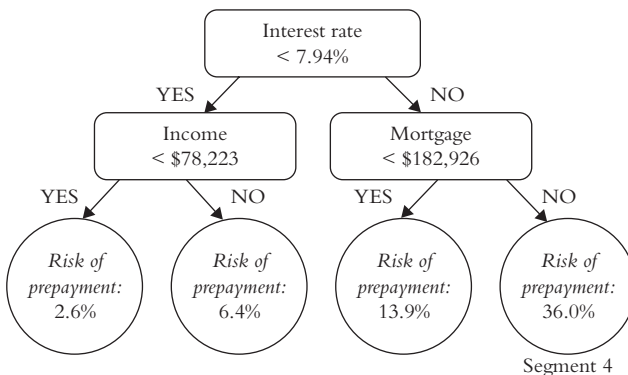 Interest rate
< 7.94%
YES
NO
Income
< $78,223
Mortgage
< $182,926
YES
NO
YES
NO
Risk of
prepayment:
2.6%
Risk of
prepayment:
6.4%
Risk of
prepayment:
13.9%
Risk of
prepayment:
36.0%
Segment 4